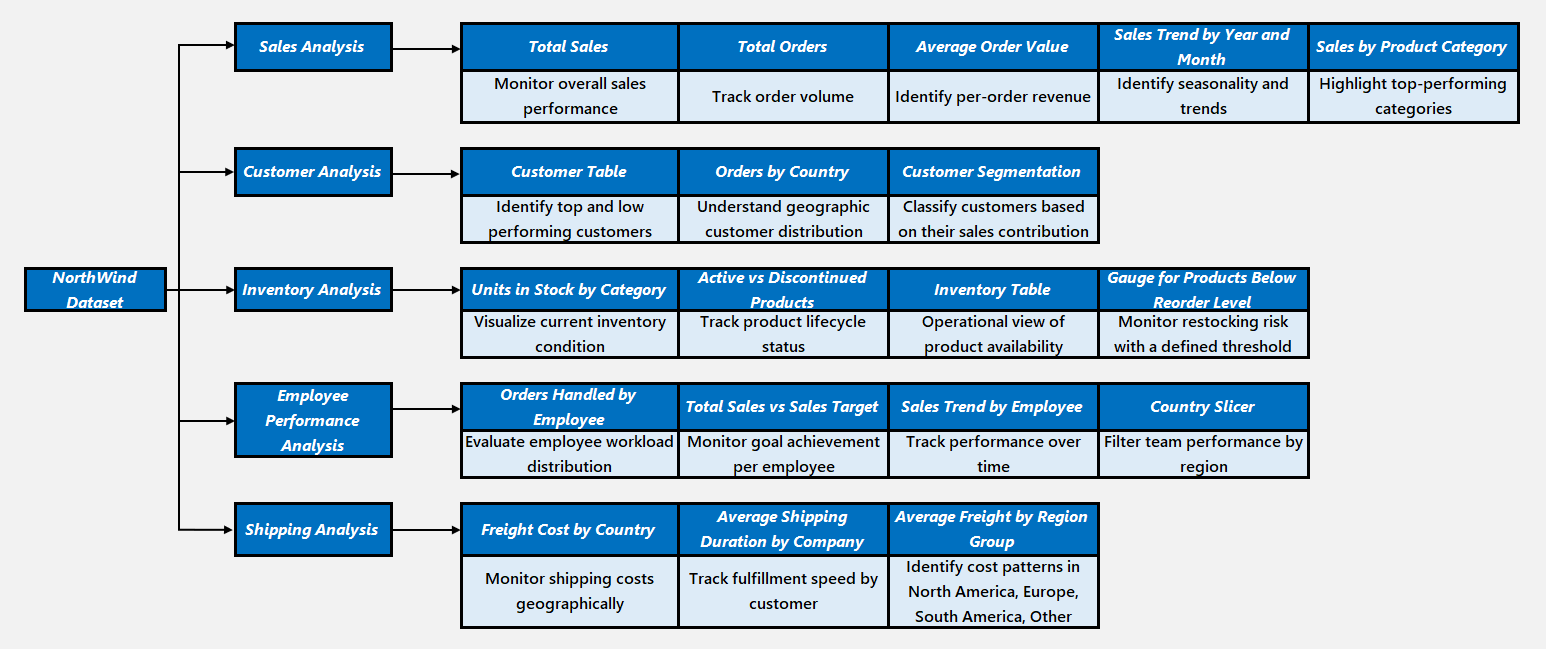 Sales Analysis
Total Sales
Total Orders
Average Order Value
Sales Trend by Year and
Month
Sales by Product Category
Monitor overall sales
performance
Track order volume
Identify per-order revenue
Identify seasonality and
trends
Highlight top-performing
categories
Customer Analysis
Customer Table
Orders by Country
Customer Segmentation
Identify top and low
performing customers
Understand geographic
customer distribution
Classify customers based
on their sales contribution
NorthWind
Dataset
Inventory Analysis
Units in Stock by Category
Active vs Discontinued
Products
Inventory Table
Gauge for Products Below
Reorder Level
Visualize current inventory
condition
Track product lifecycle
status
Operational view of
product availability
Monitor restocking risk
with a defined threshold
Employee
Performance
Analysis
Orders Handled by
Employee
Total Sales vs Sales Target
Sales Trend by Employee
Country Slicer
Evaluate employee workload
distribution
Monitor goal achievement
per employee
Track performance over
time
Filter team performance by
region
Shipping Analysis
Freight Cost by Country
Average Shipping
Duration by Company
Average Freight by Region
Group
Monitor shipping costs
geographically
Track fulfillment speed by
customer
Identify cost patterns in
North America, Europe,
South America, Other